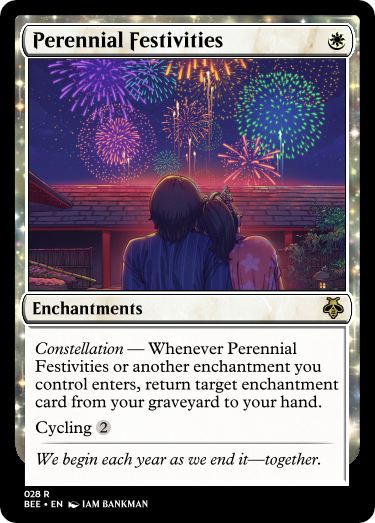 Perennial Festivities
Enchantments
Constellation — Whenever Perennial
Festivities or another enchantment you
control enters, return target enchantment
card from your graveyard to your hand.
Cycling 2
We begin each year as we end it—together.
028 R
BEE • EN IAM BANKMAN